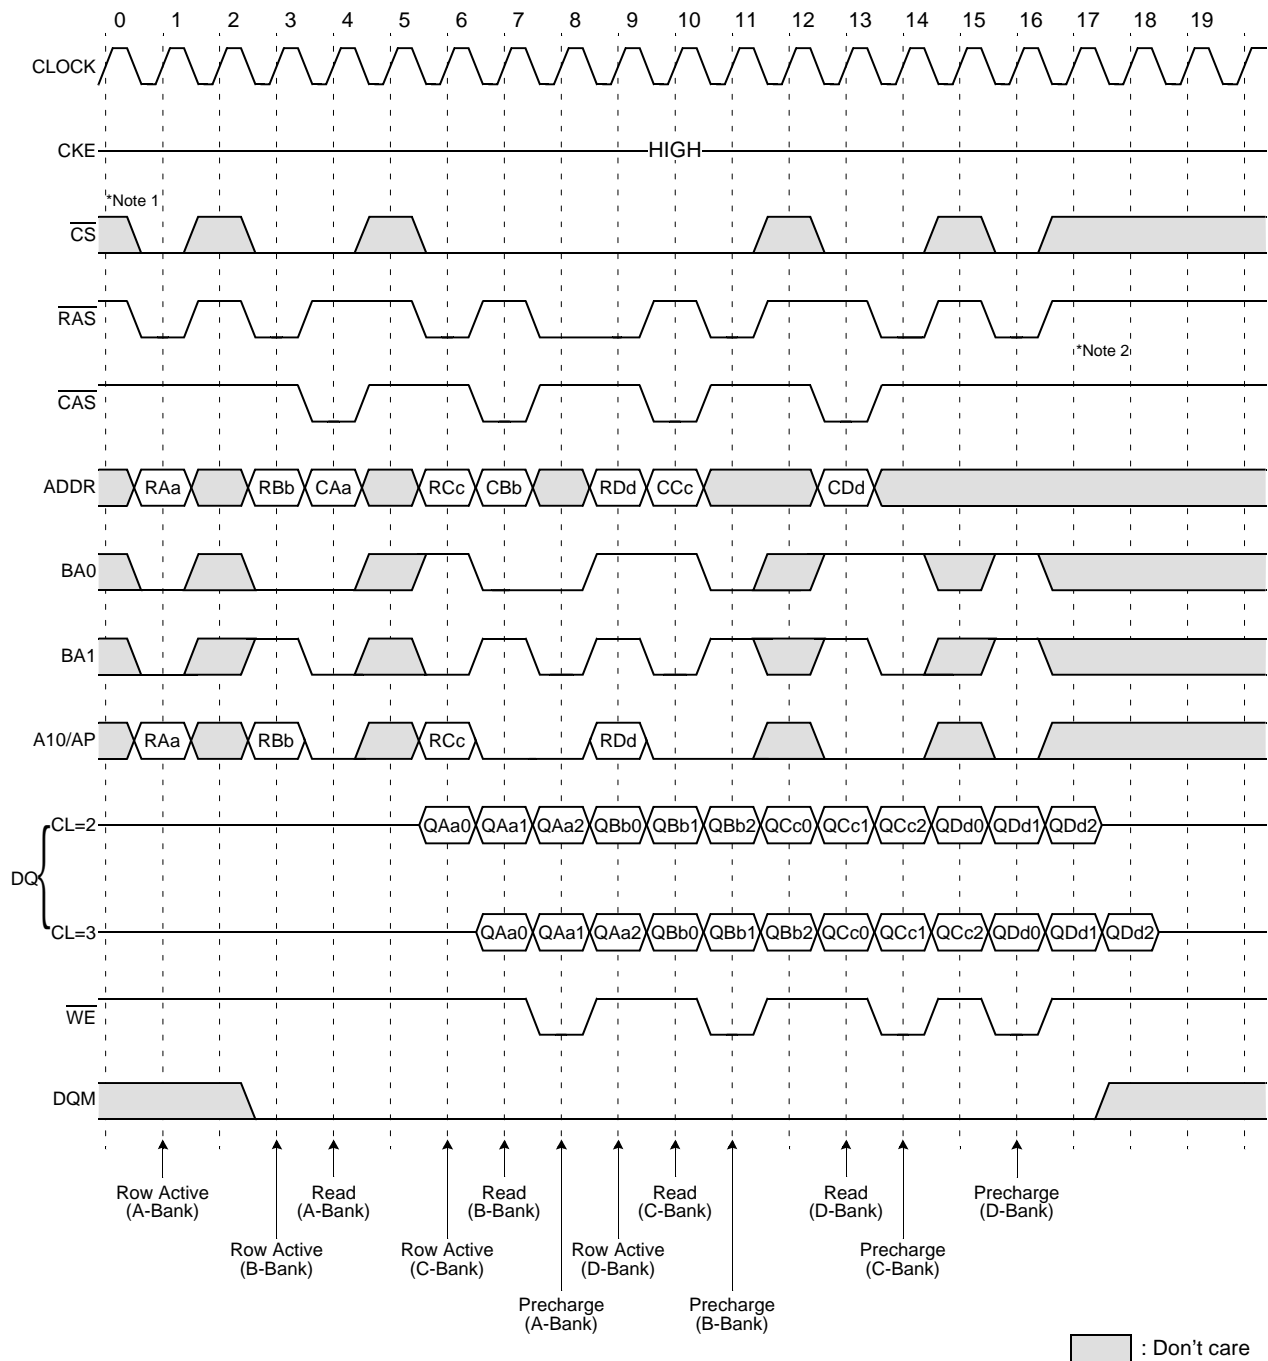 0 1 2 3 4 5 6 7 8 9 10 11 12 13 14 15 16 17 18 19
CLOCK
CKE HIGH
*Note 1
CS
RAS
*Note 2
CAS
ADDR RAa RBb CAa RCc CBb RDd CCc CDd
BA0
BA1
A10/AP RAa RBb RCc RDd
CL=2 QAa0 QAa1 QAa2 QBb0 QBb1 QBb2 QCc0 QCc1 QCc2 QDd0 QDd1 QDd2
DQ
CL=3 QAa0 QAa1 QAa2 QBb0 QBb1 QBb2 QCc0 QCc1 QCc2 QDd0 QDd1 QDd2
WE
DQM
Row Active
(A-Bank)
Read
(A-Bank)
Read
(B-Bank)
Read
(C-Bank)
Read
(D-Bank)
Precharge
(D-Bank)
Row Active
(B-Bank)
Row Active
(C-Bank)
Row Active
(D-Bank)
Precharge
(C-Bank)
Precharge
(A-Bank)
Precharge
(B-Bank)
: Don't care